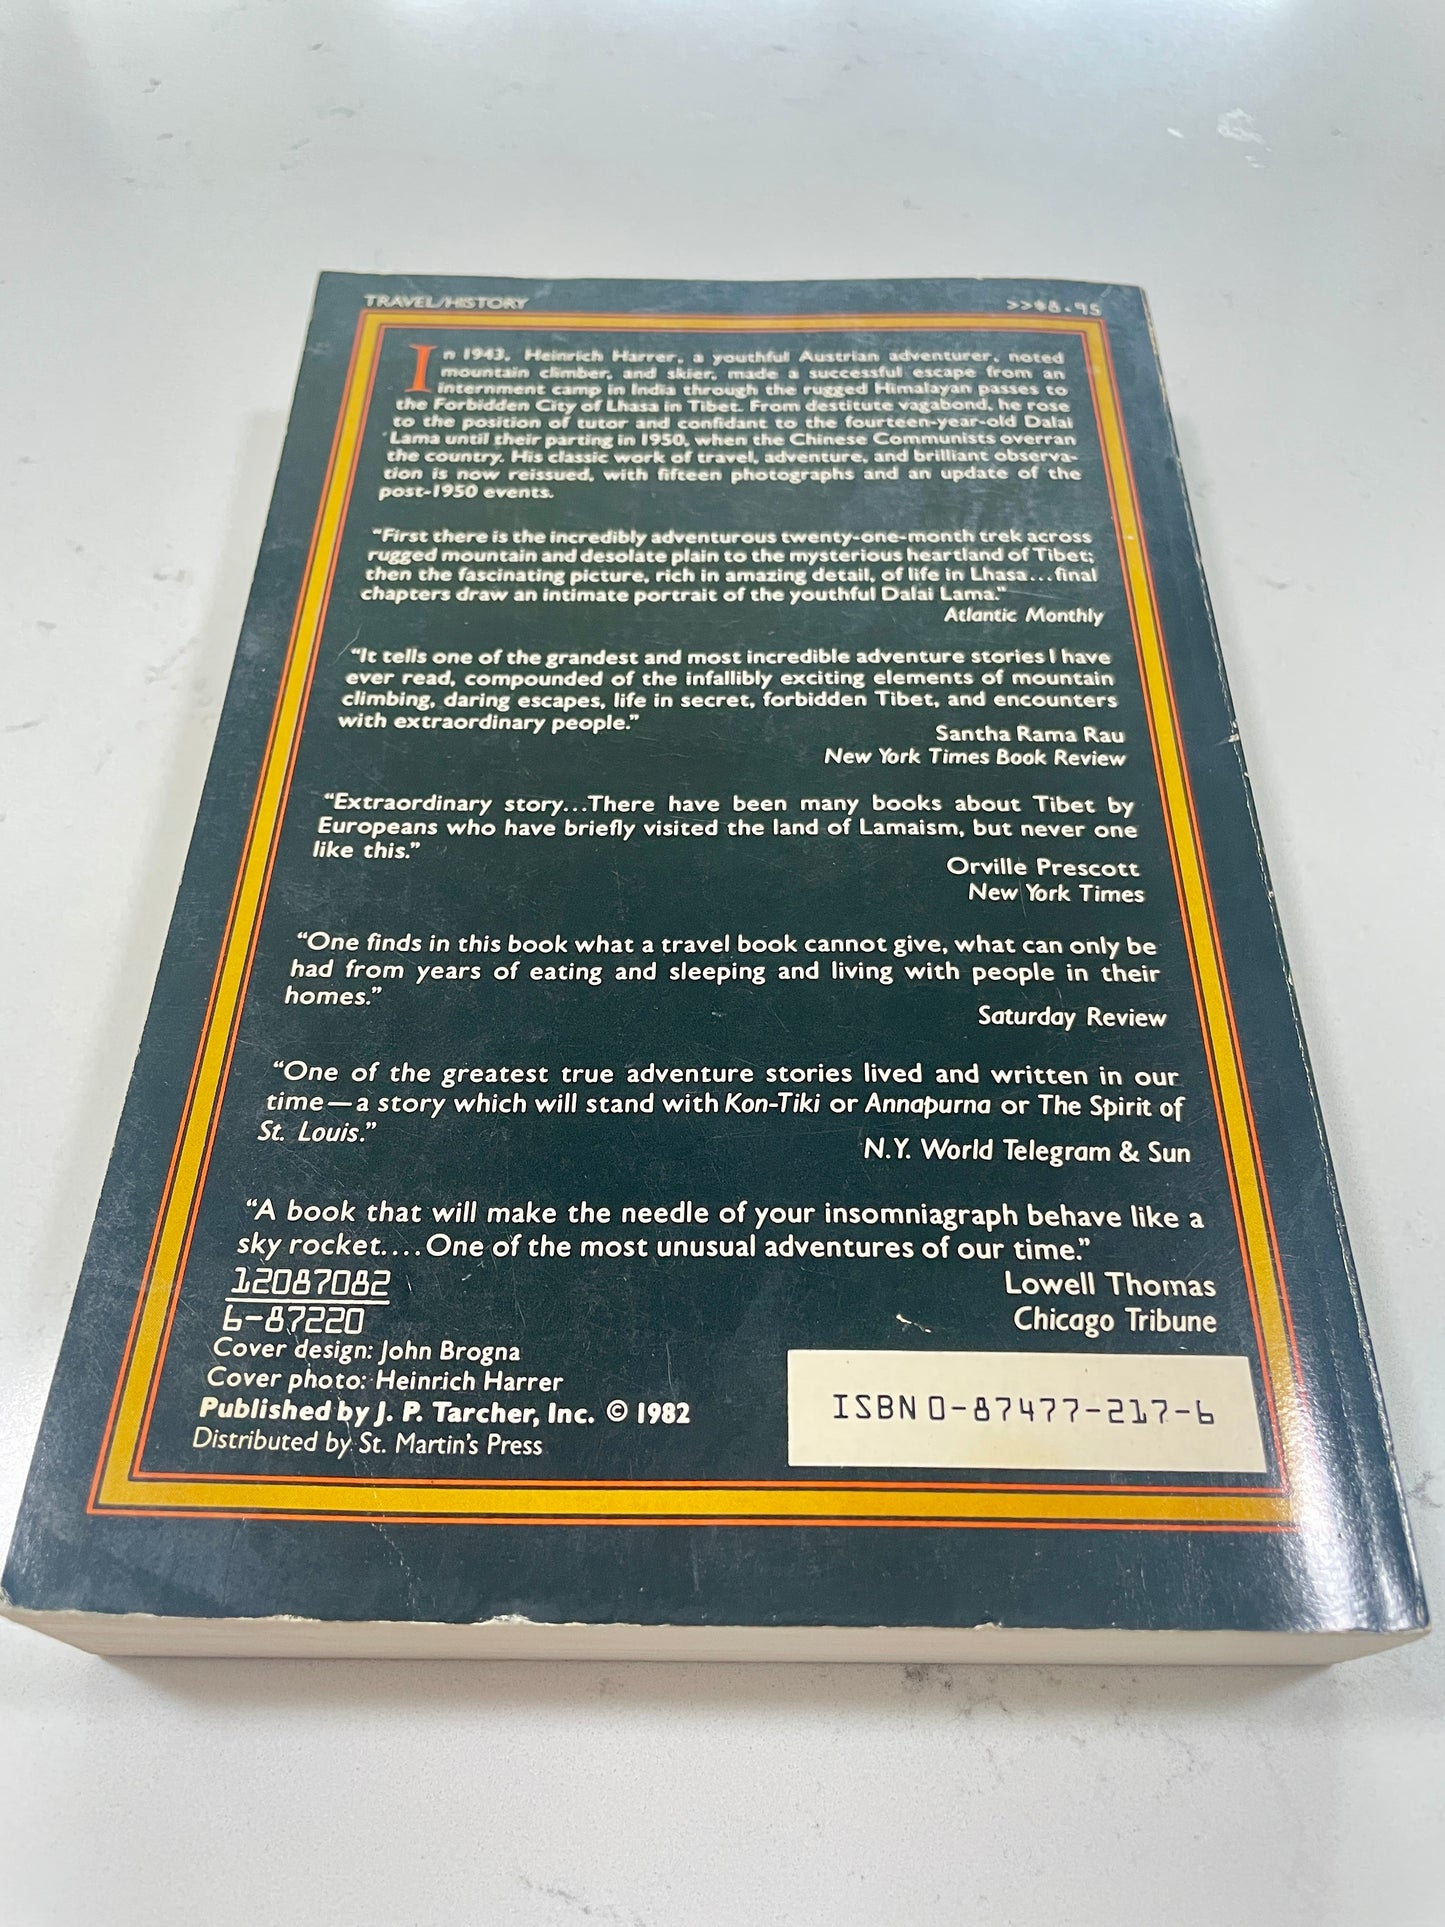 TRAVEL/HISTORY
>>$8.95
In 1943, Heinrich Harrer, a youthful Austrian adventurer, noted
mountain climber, and skier, made a successful escape from an
internment camp in India through the rugged Himalayan passes to
the Forbidden City of Lhasa in Tibet. From destitute vagabond, he rose
to the position of tutor and confidant to the fourteen-year-old Dalai
Lama until their parting in 1950, when the Chinese Communists overran
the country. His classic work of travel, adventure, and brilliant observa-
tion is now reissued, with fifteen photographs and an update of the
post-1950 events.
“First there is the incredibly adventurous twenty-one-month trek across
rugged mountain and desolate plain to the mysterious heartland of Tibet;
then the fascinating picture, rich in amazing detail, of life in Lhasa...final
chapters draw an intimate portrait of the youthful Dalai Lama.”
Atlantic Monthly
“It tells one of the grandest and most incredible adventure stories I have
ever read, compounded of the infallibly exciting elements of mountain
climbing, daring escapes, life in secret, forbidden Tibet, and encounters
with extraordinary people.”
Santha Rama Rau
New York Times Book Review
“Extraordinary story...There have been many books about Tibet by
Europeans who have briefly visited the land of Lamaism, but never one
like this.”
Orville Prescott
New York Times
“One finds in this book what a travel book cannot give, what can only be
had from years of eating and sleeping and living with people in their
homes.”
Saturday Review
“One of the greatest true adventure stories lived and written in our
time—a story which will stand with Kon-Tiki or Annapurna or The Spirit of
St. Louis.”
N.Y. World Telegram & Sun
“A book that will make the needle of your insomniagraph behave like a
sky rocket....One of the most unusual adventures of our time.”
Lowell Thomas
Chicago Tribune
12087082
6-87220
Cover design: John Brogna
Cover photo: Heinrich Harrer
Published by J. P. Tarcher, Inc. © 1982
Distributed by St. Martin's Press
ISBN 0-87477-217-6